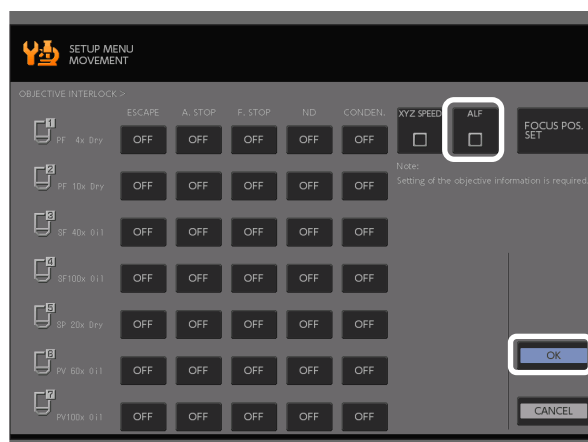 SETUP MENU
MOVEMENT
OBJECTIVE INTERLOCK >
ESCAPE A. STOP F. STOP ND CONDEN. XYZ SPEED ALF
1 PF 4x Dry OFF OFF OFF OFF OFF
FOCUS POS.
SET
Note:
Setting of the objective information is required.
2 PF 10x Dry OFF OFF OFF OFF OFF
3 SF 40x Oil OFF OFF OFF OFF OFF
4 SF100x Oil OFF OFF OFF OFF OFF
5 SP 20x Dry OFF OFF OFF OFF OFF
6 PV 60x Oil OFF OFF OFF OFF OFF
OK
7 PV100x Oil OFF OFF OFF OFF OFF
CANCEL